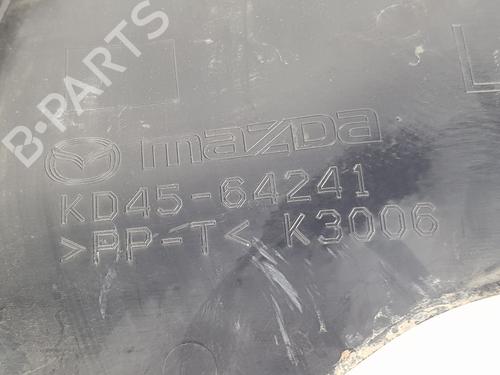 B-PARTS
mazda
KD45-64241
>PP-T< K3006
L